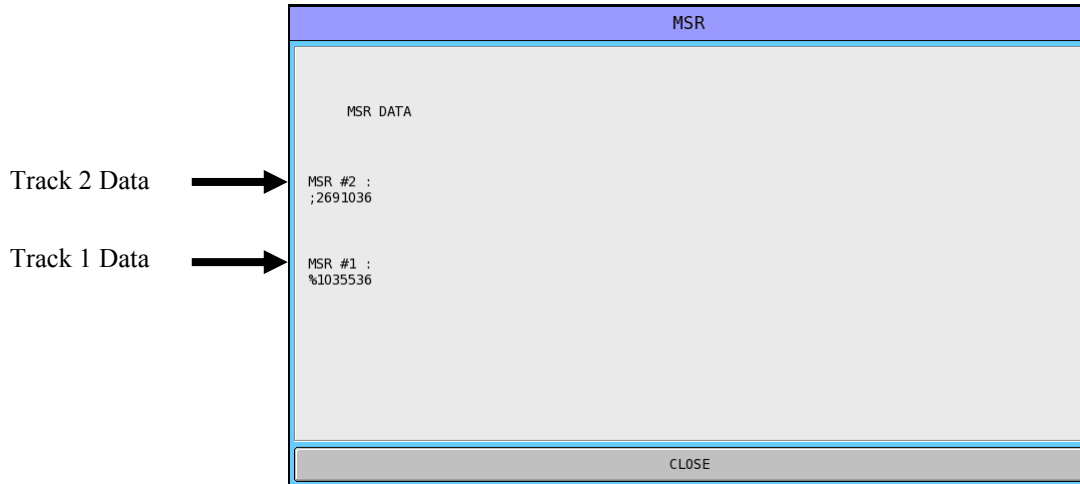 MSR
MSR DATA
Track 2 Data
MSR #2 :
;2691036
Track 1 Data
MSR #1 :
%1035536
CLOSE